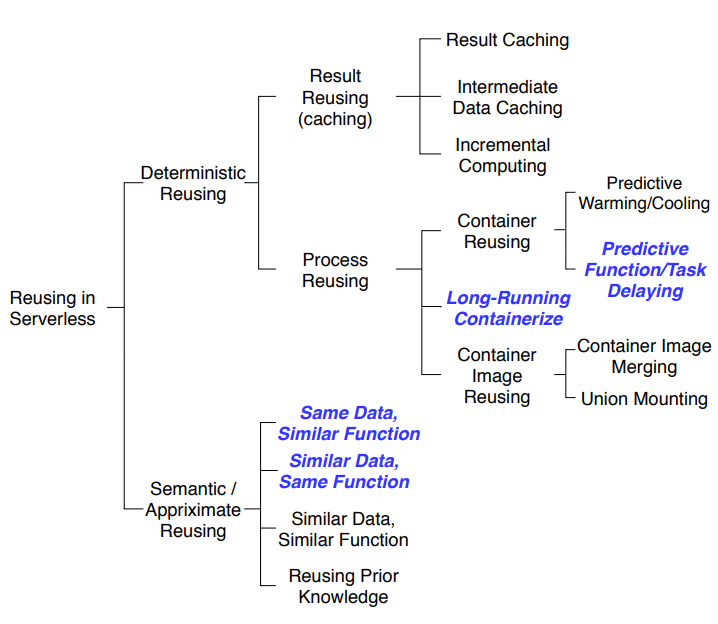 Reusing in
Serverless
Deterministic
Reusing
Result
Reusing
(caching)
Result Caching
Intermediate
Data Caching
Incremental
Computing
Process
Reusing
Container
Reusing
Predictive
Warming/Cooling
Predictive
Function/Task
Delaying
Long-Running
Containerize
Container
Image
Reusing
Container Image
Merging
Union Mounting
Semantic /
Appriximate
Reusing
Same Data,
Similar Function
Similar Data,
Same Function
Similar Data,
Similar Function
Reusing Prior
Knowledge